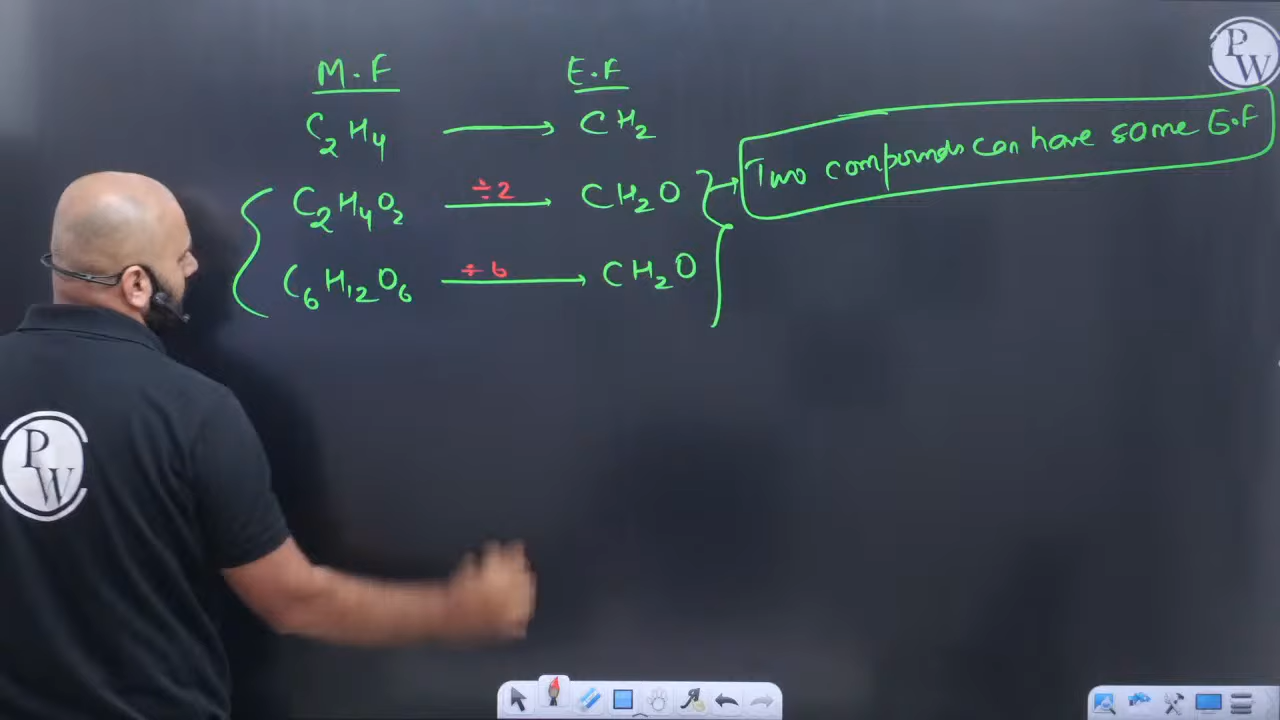 M.F E.F
C₂H₄ → CH₂
C₂H₄O₂ ÷2 → CH₂O
C₆H₁₂O₆ ÷6 → CH₂O
Two compounds can have same E.F
PW
PW